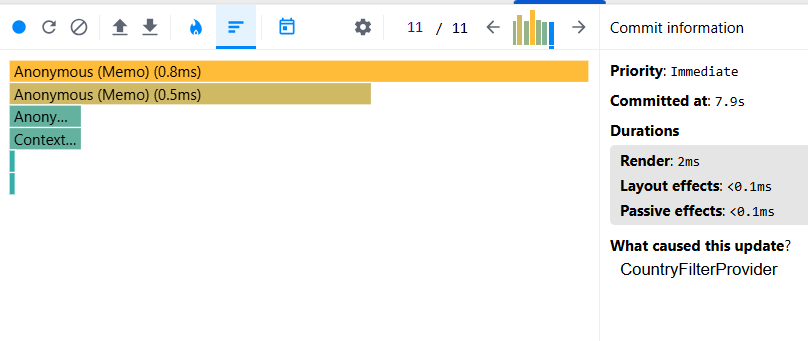 11 / 11
Anonymous (Memo) (0.8ms)
Anonymous (Memo) (0.5ms)
Anony...
Context...
Commit information
Priority: Immediate
Committed at: 7.9s
Durations
Render: 2ms
Layout effects: <0.1ms
Passive effects: <0.1ms
What caused this update?
CountryFilterProvider